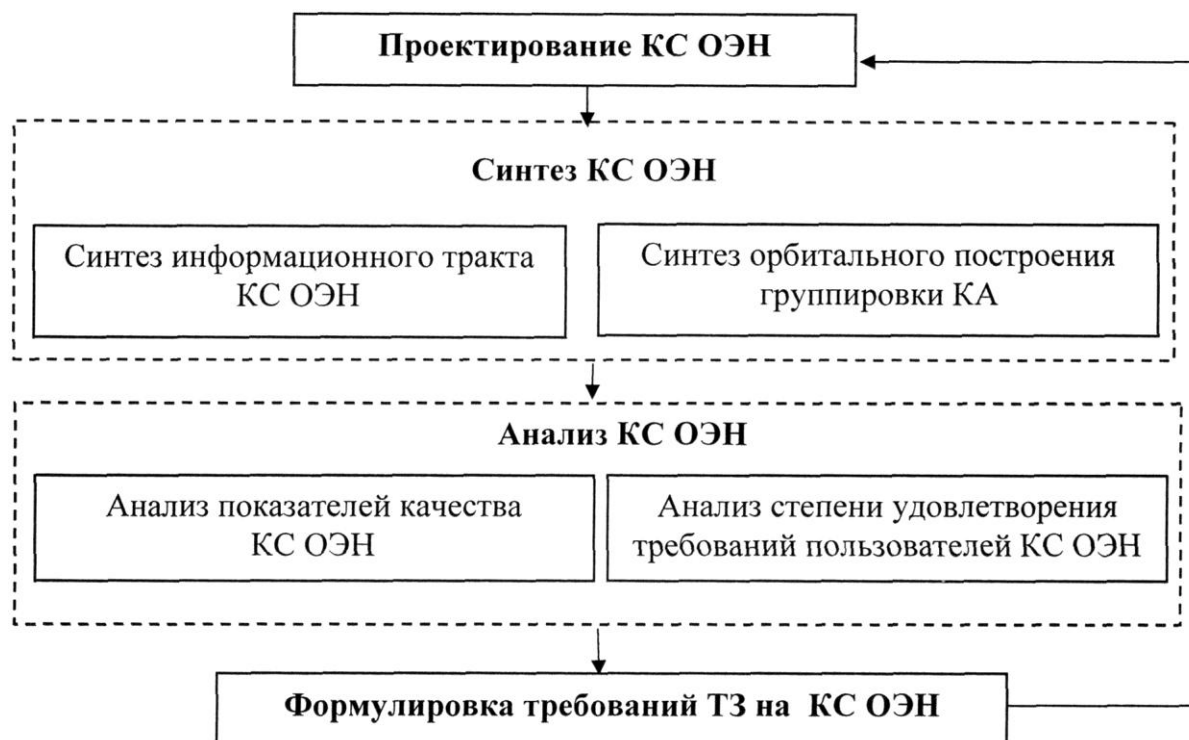 Проектирование КС ОЭН
Синтез КС ОЭН
Синтез информационного тракта
КС ОЭН
Синтез орбитального построения
группировки КА
Анализ КС ОЭН
Анализ показателей качества
КС ОЭН
Анализ степени удовлетворения
требований пользователей КС ОЭН
Формулировка требований ТЗ на КС ОЭН